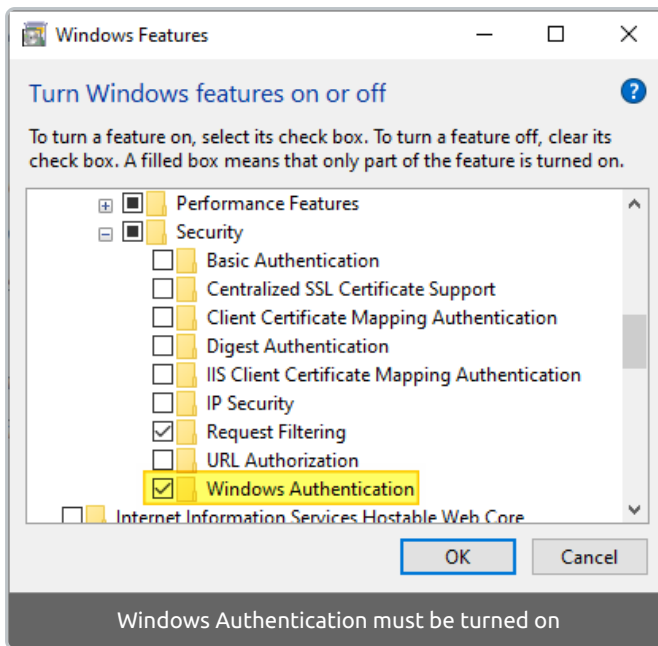 Windows Features
Turn Windows features on or off
To turn a feature on, select its check box. To turn a feature off, clear its
check box. A filled box means that only part of the feature is turned on.
Performance Features
Security
Basic Authentication
Centralized SSL Certificate Support
Client Certificate Mapping Authentication
Digest Authentication
IIS Client Certificate Mapping Authentication
IP Security
Request Filtering
URL Authorization
Windows Authentication
Internet Information Services Hostable Web Core
OK Cancel
Windows Authentication must be turned on